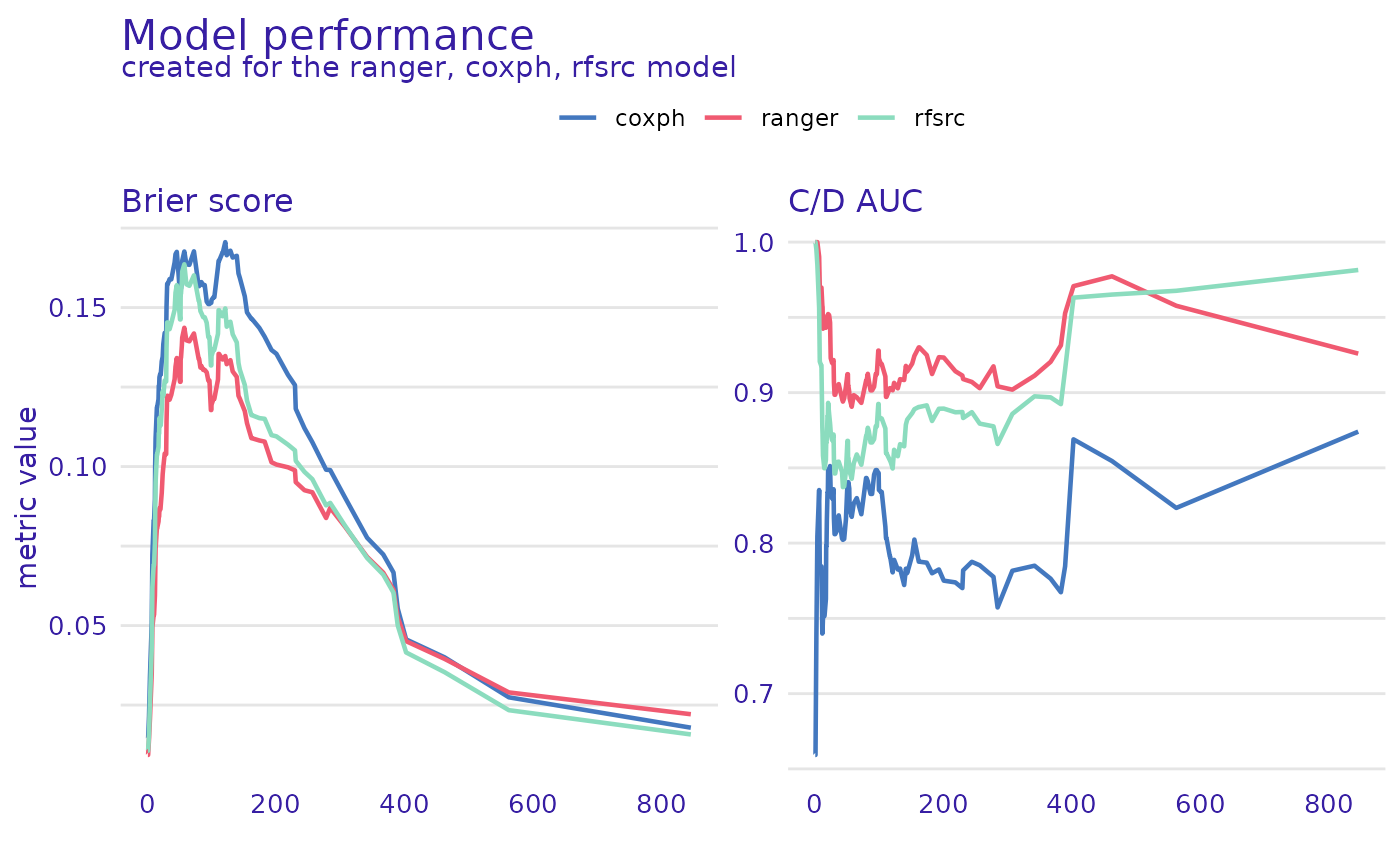 Model performance
created for the ranger, coxph, rfsrc model
coxph ranger rfsrc
Brier score
C/D AUC
metric value
0.15
0.10
0.05
0 200 400 600 800
1.0
0.9
0.8
0.7
0 200 400 600 800